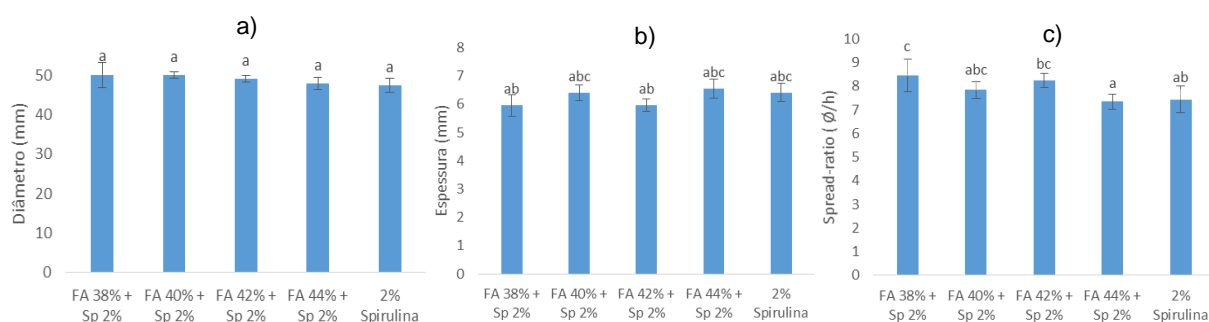 a)
Diâmetro (mm)
60
50
40
30
20
10
0
a
a
a
a
a
FA 38% + FA 40% + FA 42% + FA 44% + 2%
Sp 2% Sp 2% Sp 2% Sp 2% Spirulina
b)
Espessura (mm)
8
7
6
5
4
3
2
1
0
ab
abc
ab
abc
abc
FA 38% + FA 40% + FA 42% + FA 44% + 2%
Sp 2% Sp 2% Sp 2% Sp 2% Spirulina
c)
Spread-ratio ( Ø/h)
10
9
8
7
6
5
4
3
2
1
0
c
abc
bc
a
ab
FA 38% + FA 40% + FA 42% + FA 44% + 2%
Sp 2% Sp 2% Sp 2% Sp 2% Spirulina